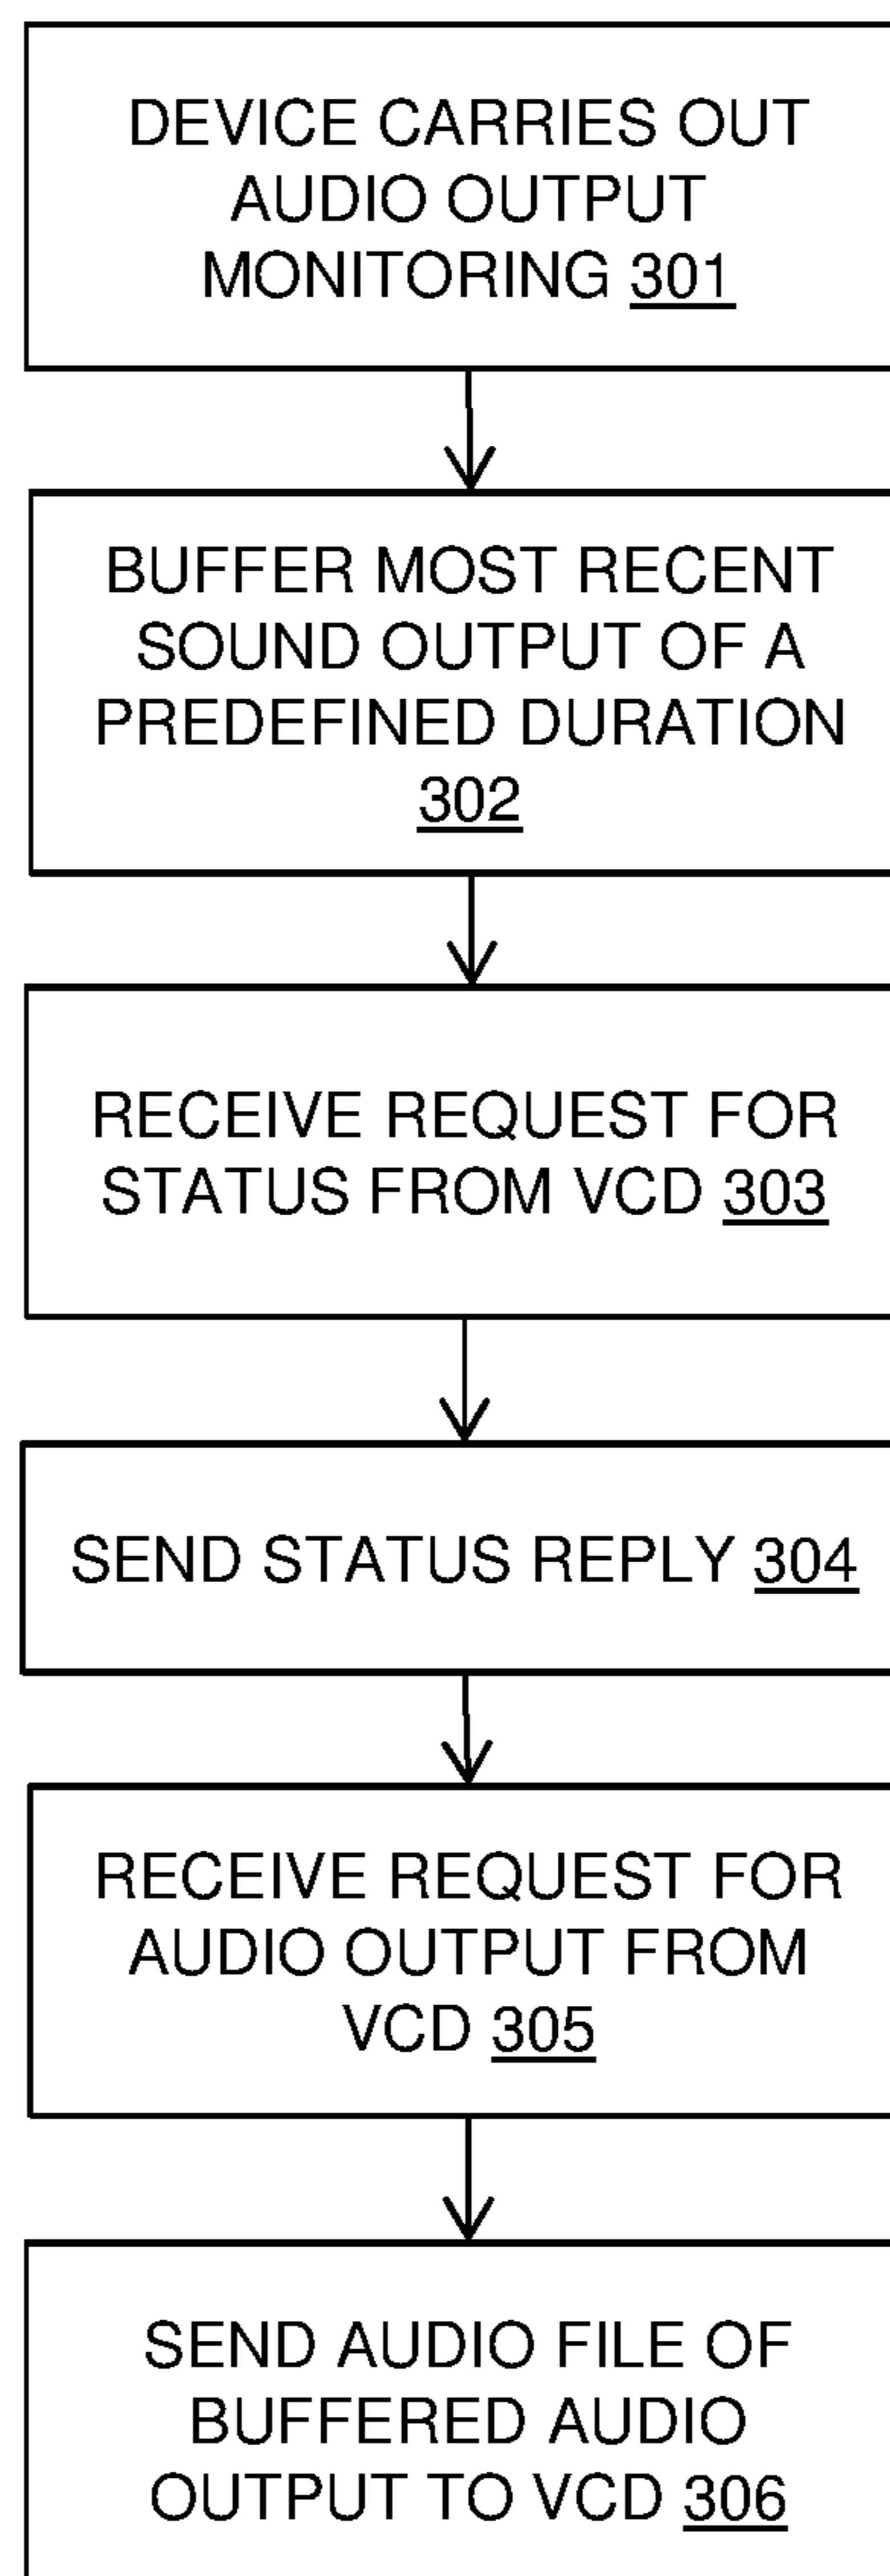 DEVICE CARRIES OUT
AUDIO OUTPUT
MONITORING 301
BUFFER MOST RECENT
SOUND OUTPUT OF A
PREDEFINED DURATION
302
RECEIVE REQUEST FOR
STATUS FROM VCD 303
SEND STATUS REPLY 304
RECEIVE REQUEST FOR
AUDIO OUTPUT FROM
VCD 305
SEND AUDIO FILE OF
BUFFERED AUDIO
OUTPUT TO VCD 306